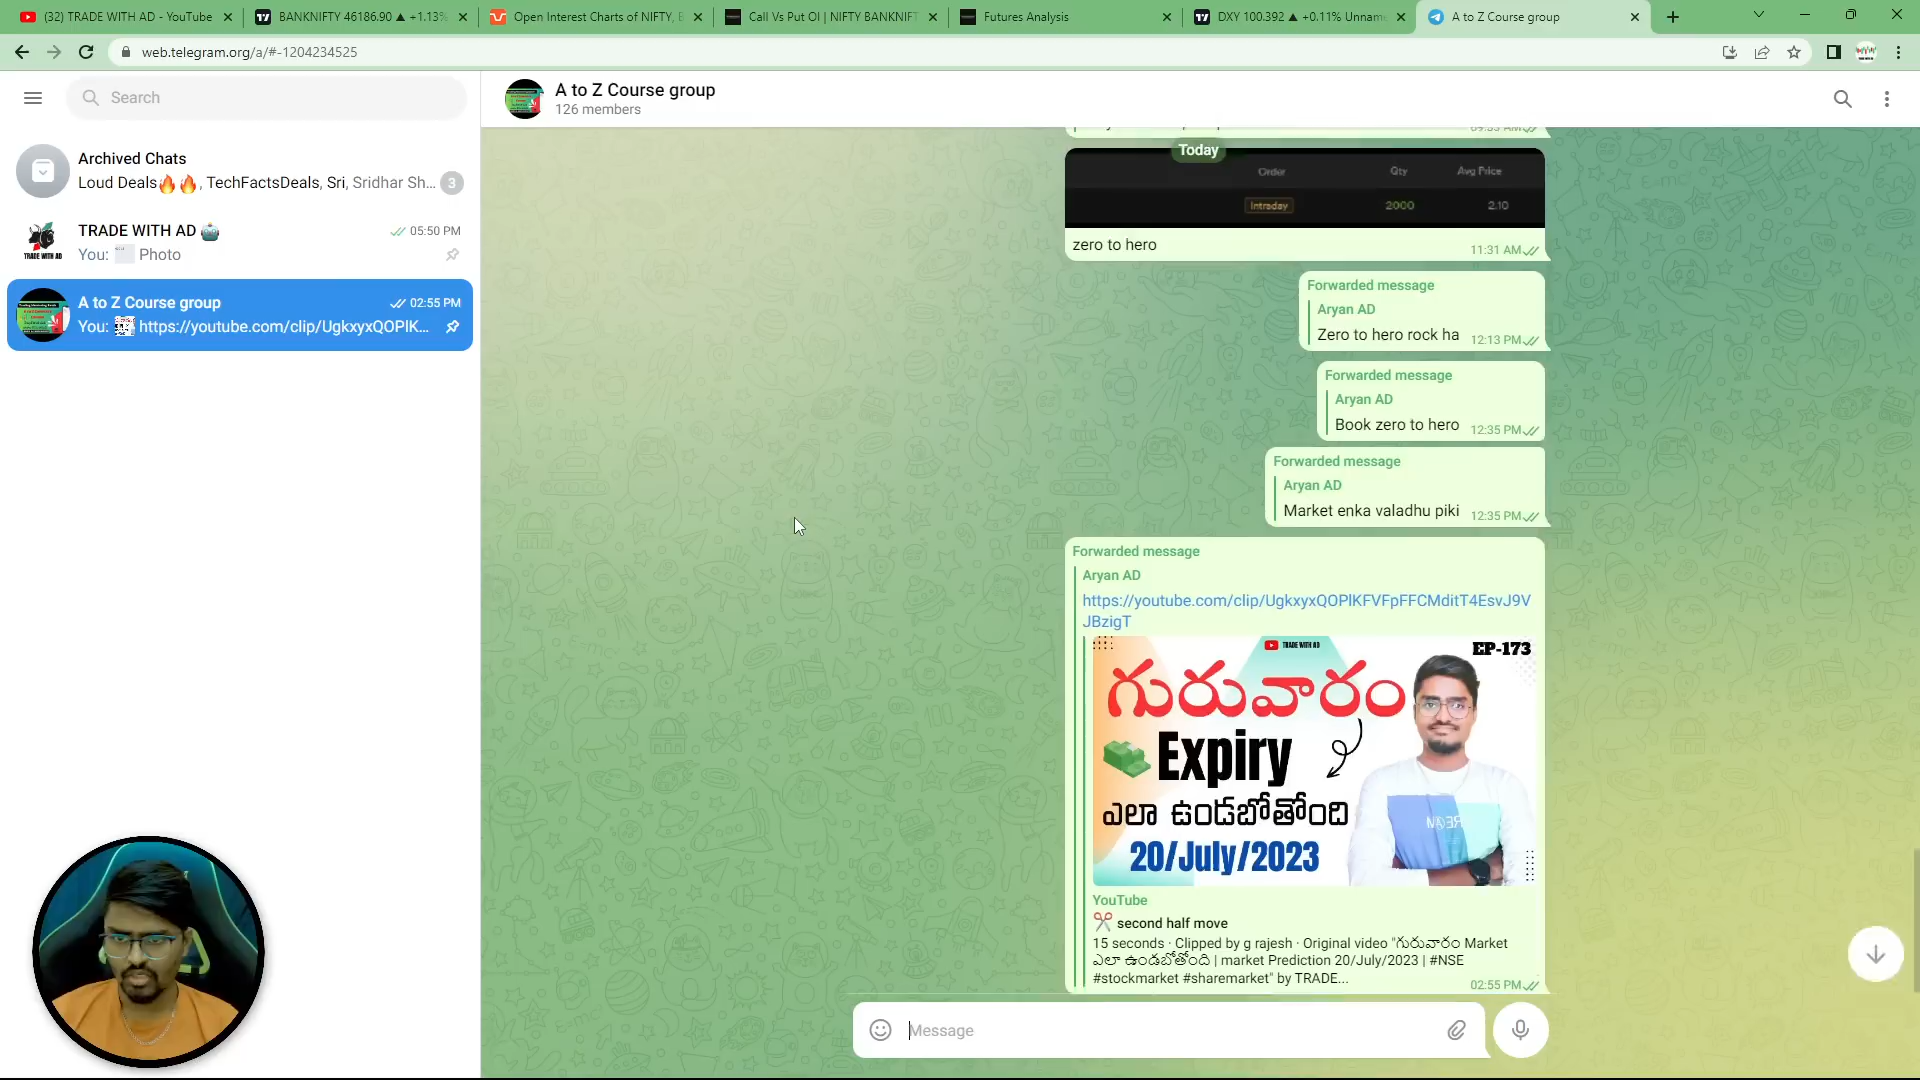 (32) TRADE WITH AD - YouTube
BANKNIFTY 46186.90 ▲ +1.13%
Open Interest Charts of NIFTY, B
Call Vs Put OI | NIFTY BANKNIFT
Futures Analysis
DXY 100.392 ▲ +0.11% Unnam
A to Z Course group
web.telegram.org/a/#-1204234525
Search
A to Z Course group
126 members
Archived Chats
Loud Deals🔥🔥, TechFactsDeals, Sri, Sridhar Sh... 3
TRADE WITH AD 🤖 05:50 PM
You: Photo
TRADE WITH AD
A to Z Course group 02:55 PM
You: https://youtube.com/clip/UgkxyxQOPlK...
Today
Order Qty Avg Price
Intraday 2000 2.10
zero to hero 11:31 AM
Forwarded message
Aryan AD
Zero to hero rock ha 12:13 PM
Forwarded message
Aryan AD
Book zero to hero 12:35 PM
Forwarded message
Aryan AD
Market enka valadhu piki 12:35 PM
Forwarded message
Aryan AD
https://youtube.com/clip/UgkxyxQOPlKFVFpFFCMditT4EsvJ9V
JBzigT
TRADE WITH AD
EP-173
గురువారం
Expiry
ఎలా ఉండబోతోంది
20/July/2023
YouTube
✂️ second half move
15 seconds · Clipped by g rajesh · Original video "గురువారం Market
ఎలా ఉండబోతోంది | market Prediction 20/July/2023 | #NSE
#stockmarket #sharemarket" by TRADE...
02:55 PM
Message